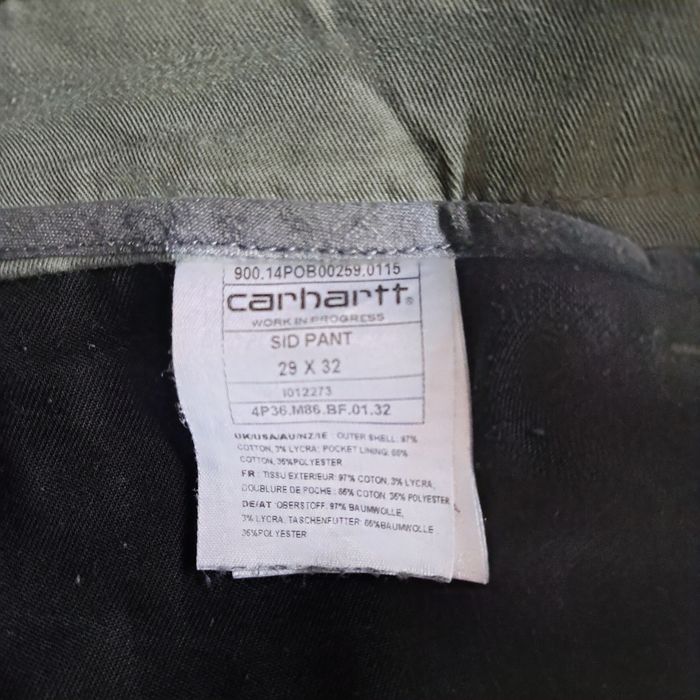 900.14POB00259.0115
carhartt®
WORK IN PROGRESS
SID PANT
29 X 32
I012273
4P36.M86.BF.01.32
UK/USA/AU/NZ/IE : OUTER SHELL: 97%
COTTON, 3% LYCRA; POCKET LINING: 65%
COTTON, 35%POLYESTER
FR : TISSU EXTERIEUR: 97% COTON, 3% LYCRA,
DOUBLURE DE POCHE : 65% COTON, 35% POLYESTER
DE/AT :OBERSTOFF: 97% BAUMWOLLE,
3% LYCRA, TASCHENFUTTER: 65%BAUMWOLLE
35%POLYESTER